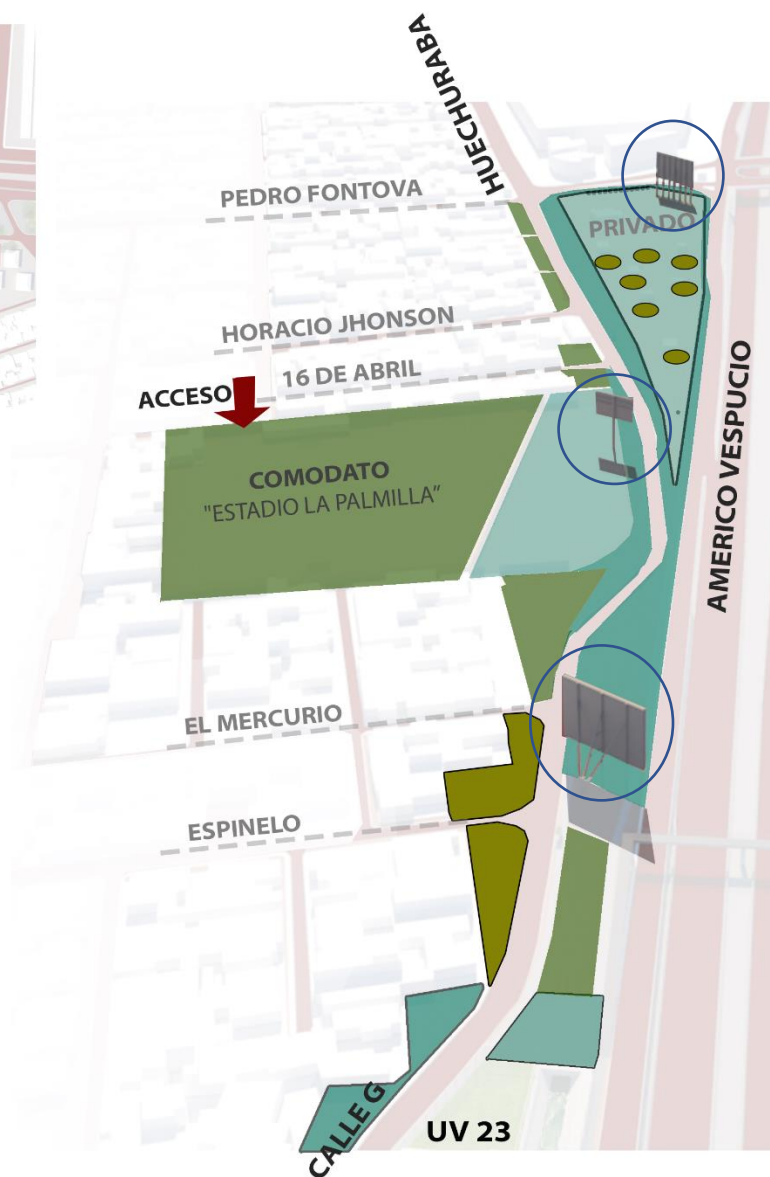 HUECHURABA
PEDRO FONTOVA
PRIVADO
HORACIO JHONSON
16 DE ABRIL
ACCESO
COMODATO
"ESTADIO LA PALMILLA"
AMERICO VESPUCIO
EL MERCURIO
ESPINELO
CALLE G
UV 23